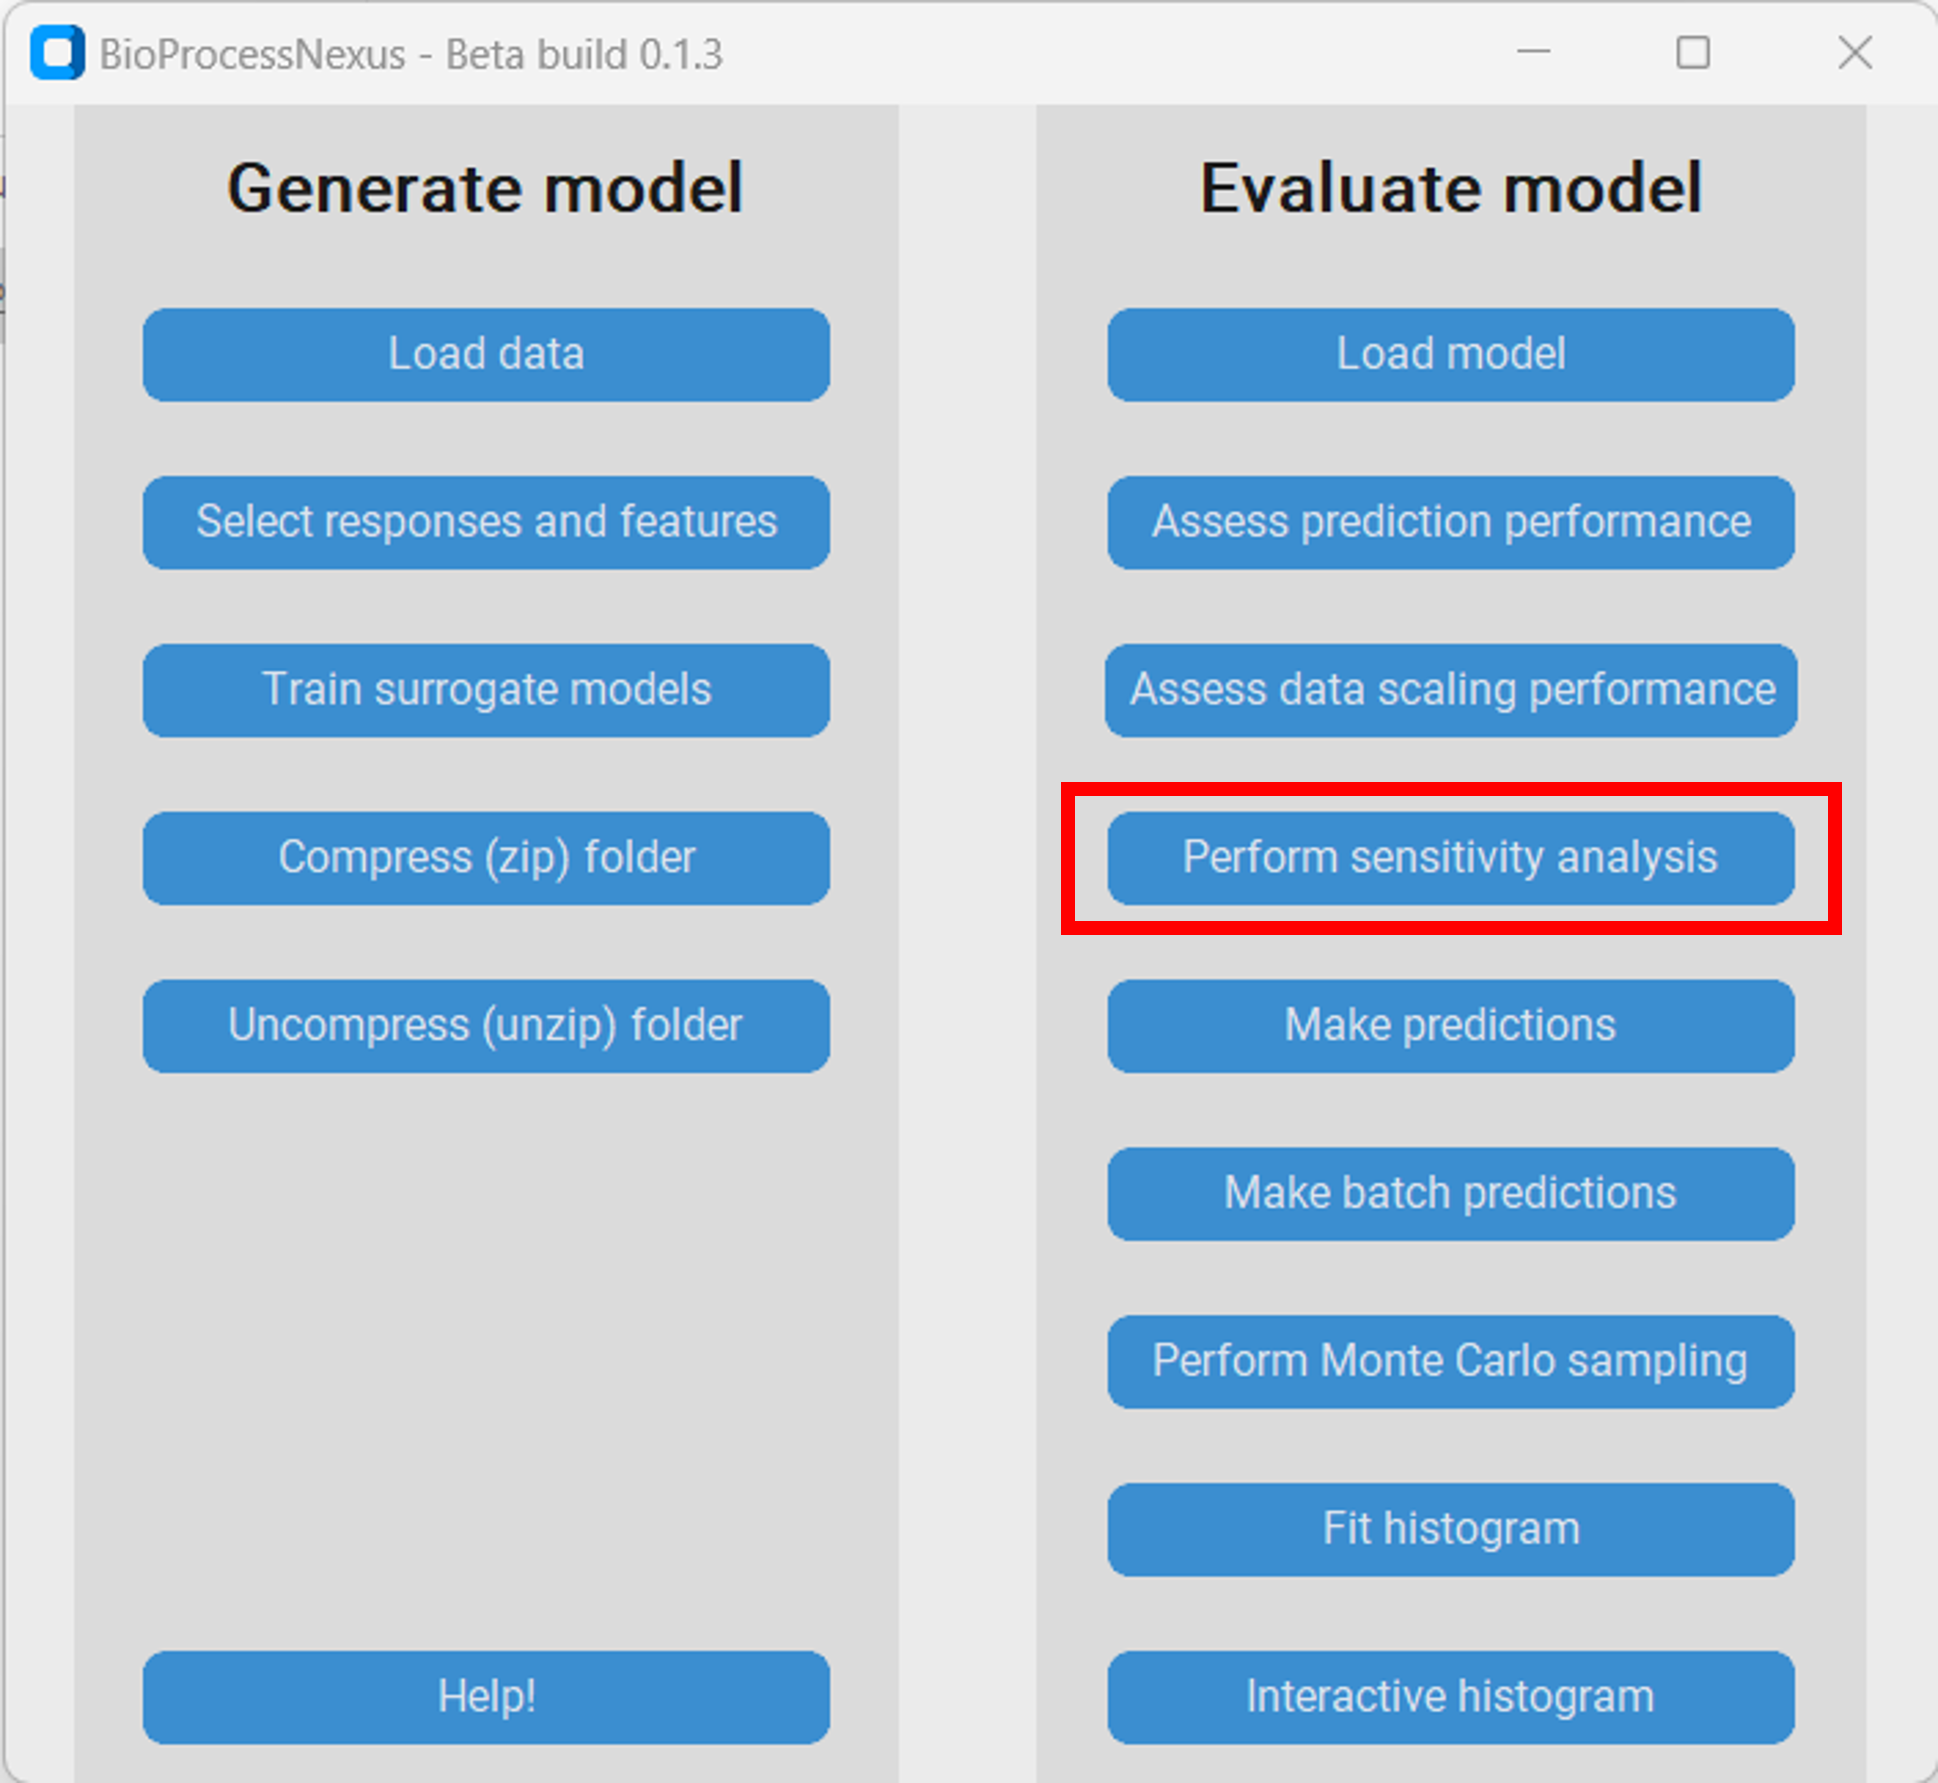 BioProcessNexus - Beta build 0.1.3
Generate model
Load data
Select responses and features
Train surrogate models
Compress (zip) folder
Uncompress (unzip) folder
Help!
Evaluate model
Load model
Assess prediction performance
Assess data scaling performance
Perform sensitivity analysis
Make predictions
Make batch predictions
Perform Monte Carlo sampling
Fit histogram
Interactive histogram